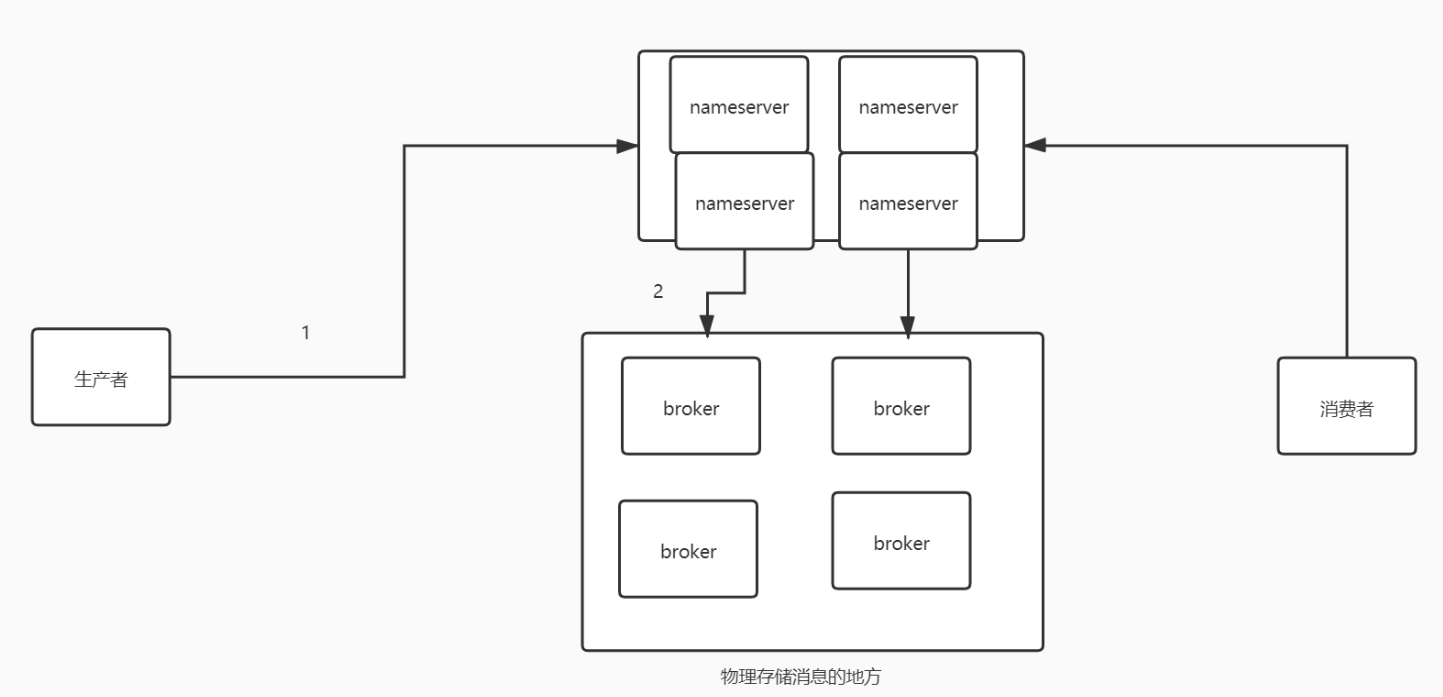 nameserver
nameserver
nameserver
nameserver
2
1
生产者
broker
broker
消费者
broker
broker
物理存储消息的地方